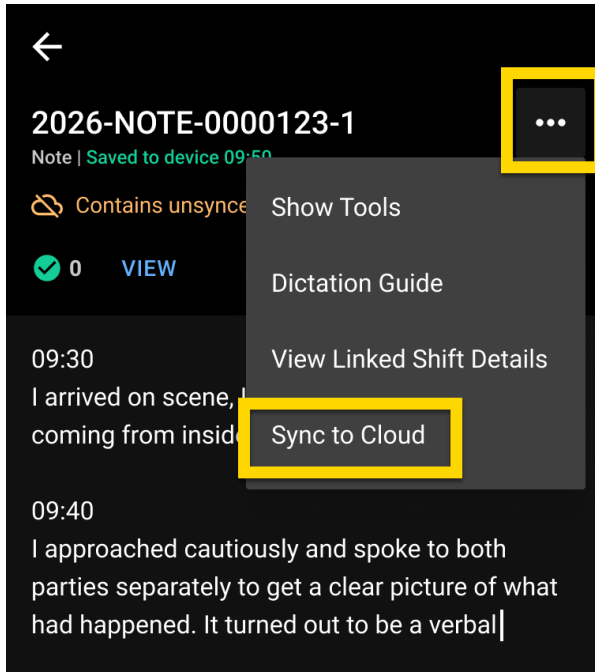 2026-NOTE-0000123-1
•••
Note | Saved to device 09:50
Contains
0 VIEW
Show Tools
Dictation Guide
View Linked Shift Details
Sync to Cloud
09:30
I arrived on scene,
coming from
09:40
I approached cautiously and spoke to both
parties separately to get a clear picture of what
had happened. It turned out to be a verbal